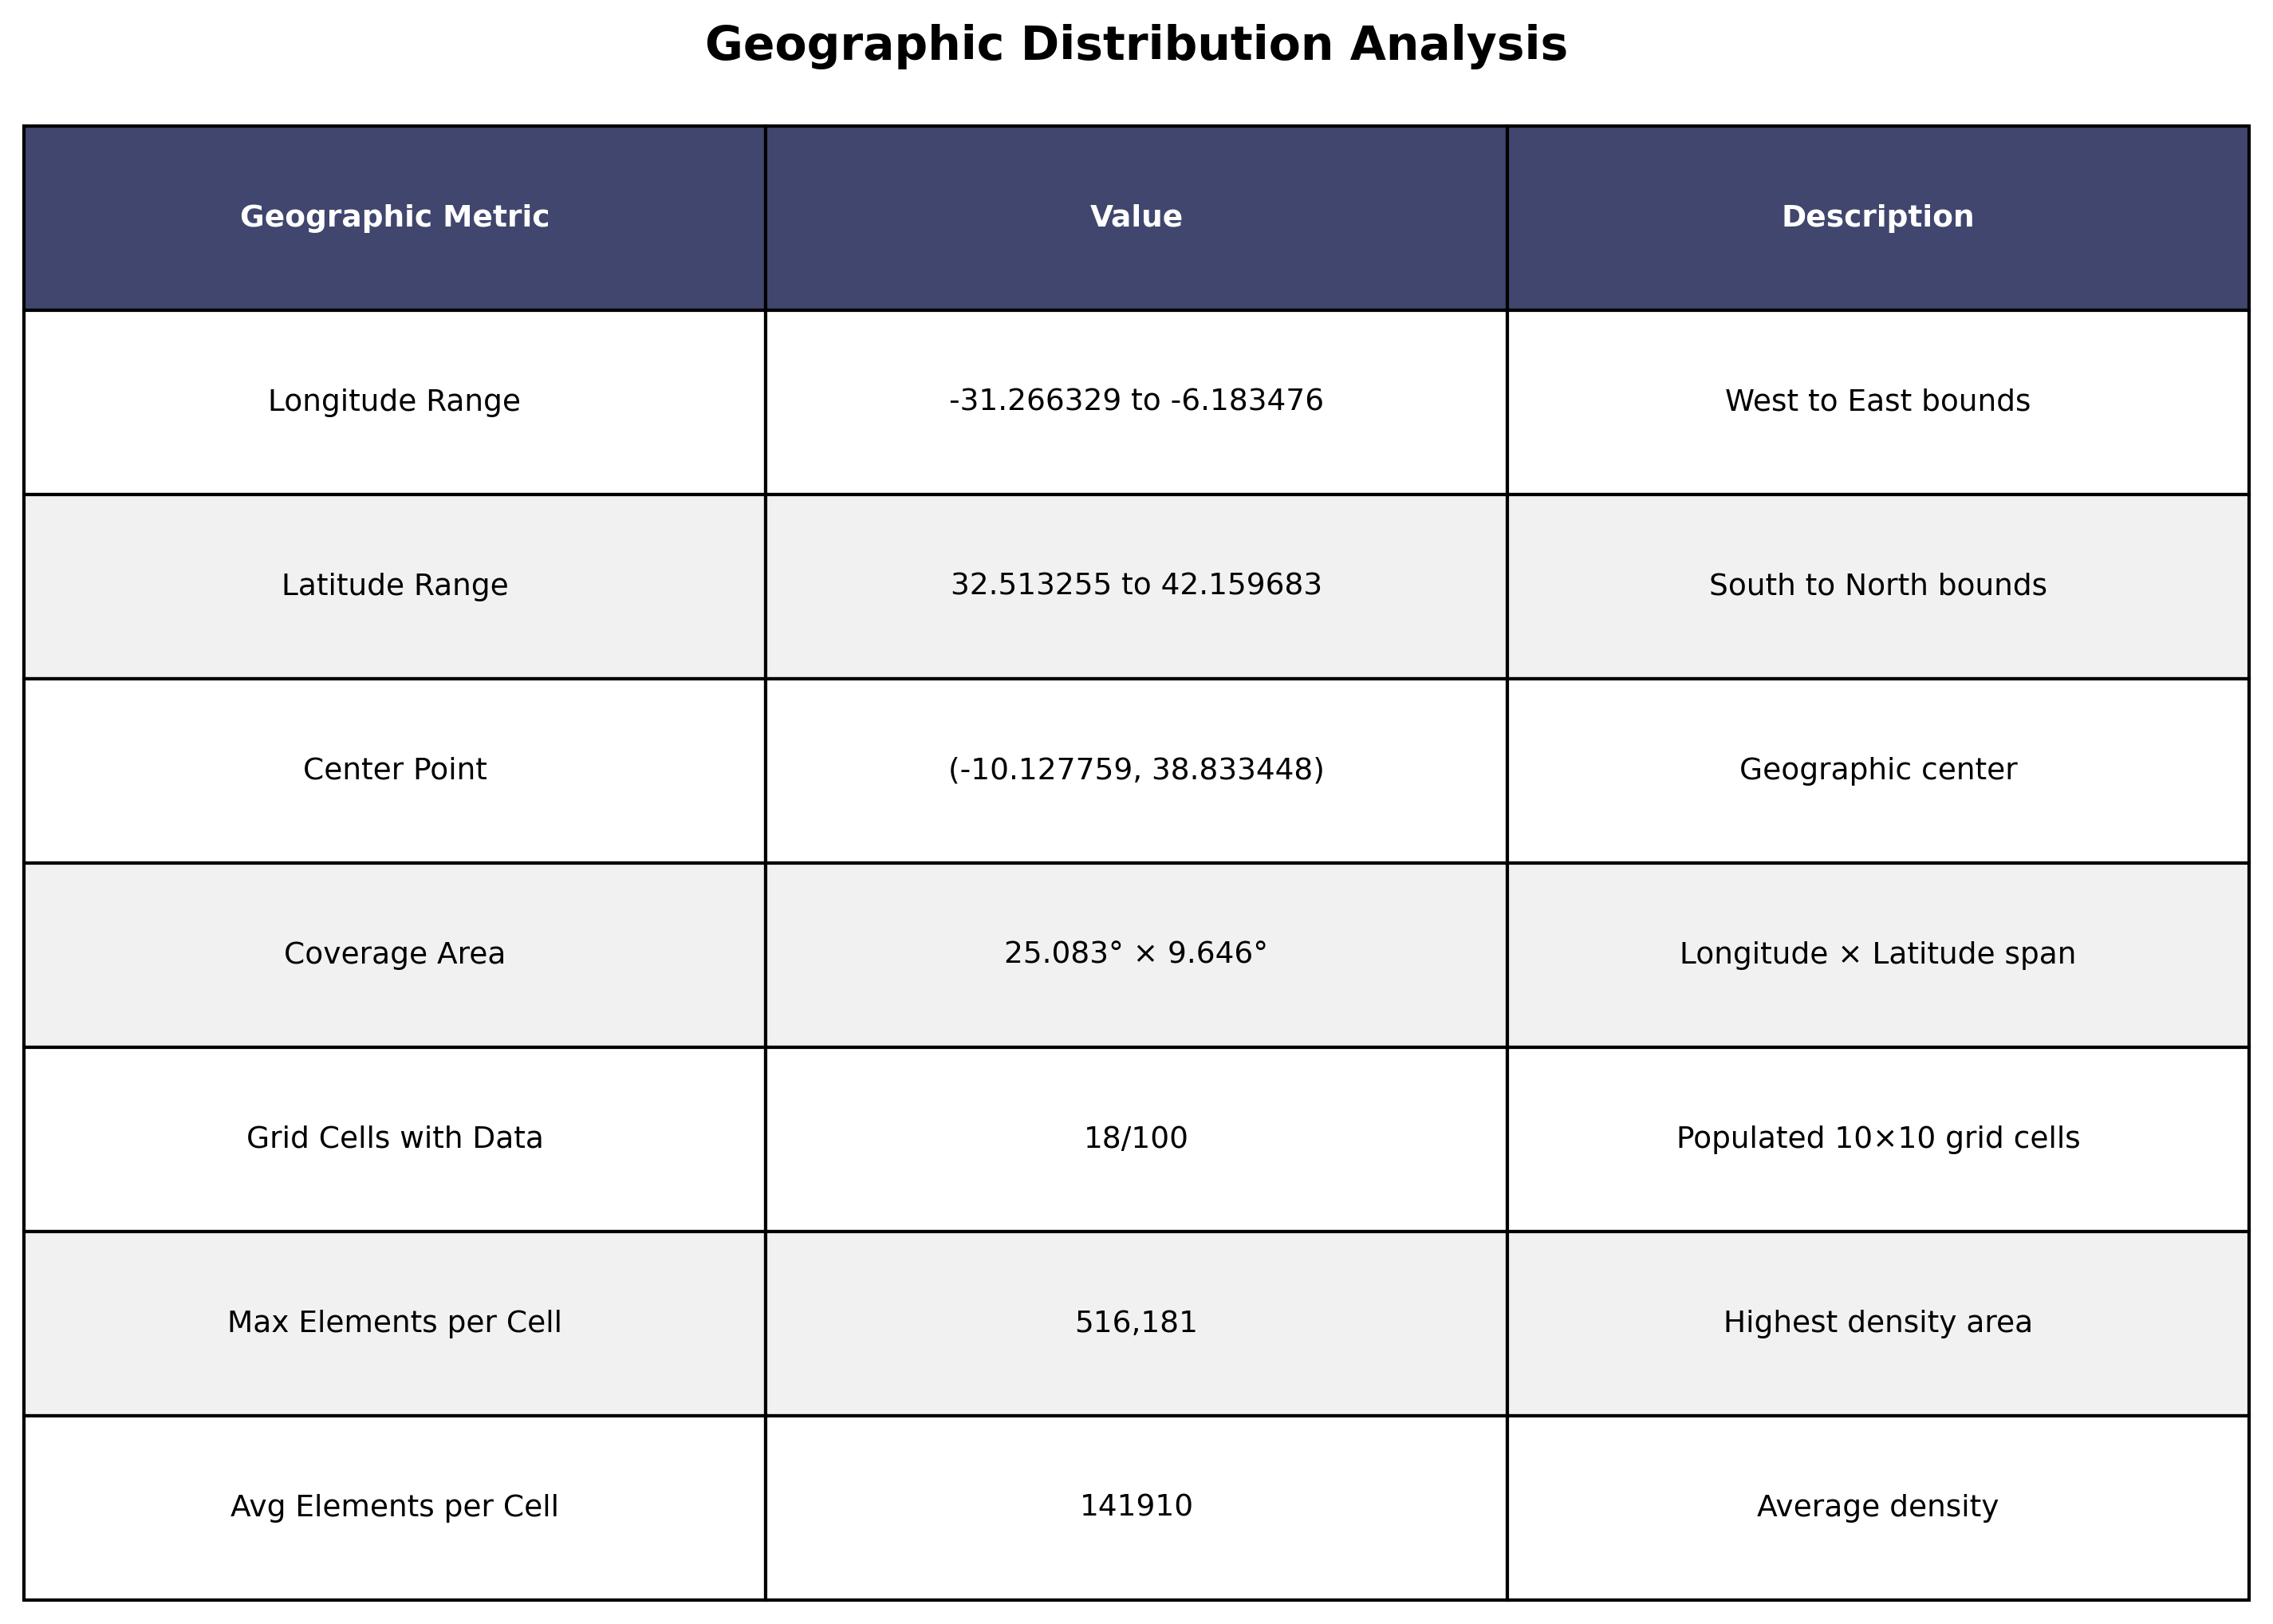 Geographic Distribution Analysis
Geographic Metric Value Description
Longitude Range -31.266329 to -6.183476 West to East bounds
Latitude Range 32.513255 to 42.159683 South to North bounds
Center Point (-10.127759, 38.833448) Geographic center
Coverage Area 25.083° × 9.646° Longitude × Latitude span
Grid Cells with Data 18/100 Populated 10×10 grid cells
Max Elements per Cell 516,181 Highest density area
Avg Elements per Cell 141910 Average density